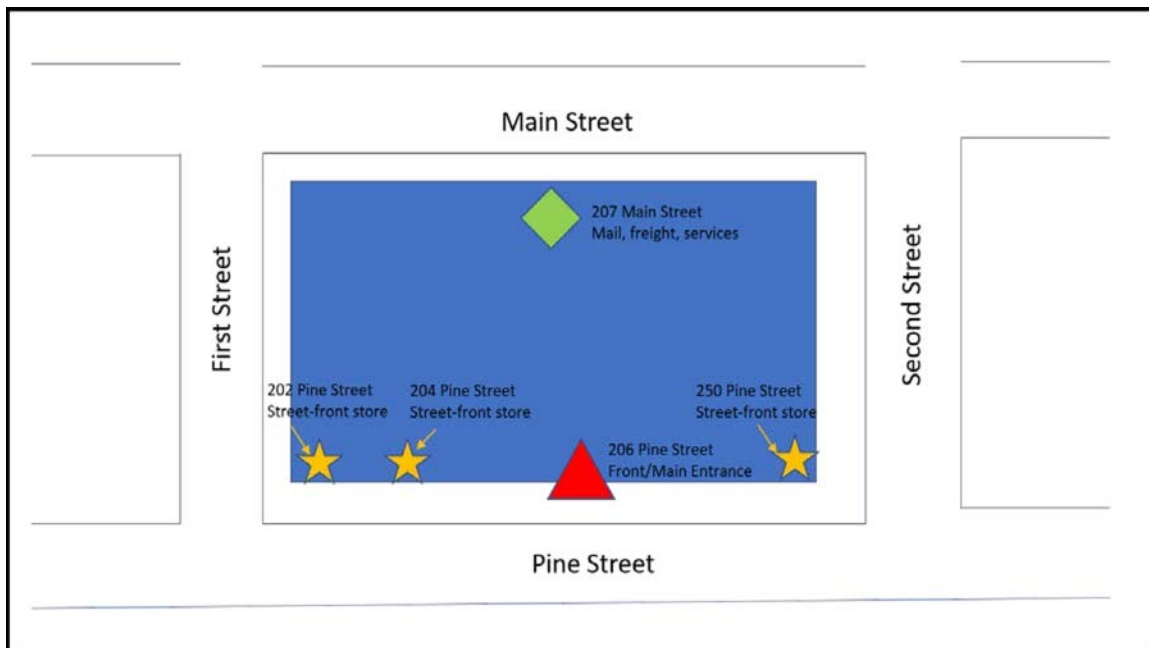 Main Street
207 Main Street
Mail, freight, services
First Street
Second Street
202 Pine Street
Street-front store
204 Pine Street
Street-front store
250 Pine Street
Street-front store
206 Pine Street
Front/Main Entrance
Pine Street